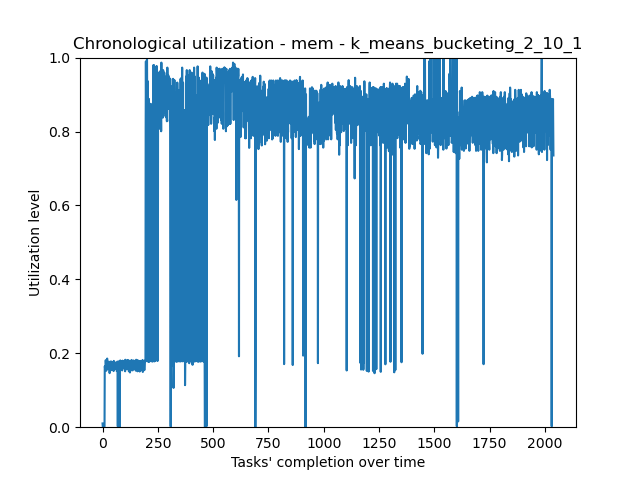 Chronological utilization - mem - k_means_bucketing_2_10_1
Utilization level
1.0
0.8
0.6
0.4
0.2
0.0
0 250 500 750 1000 1250 1500 1750 2000
Tasks' completion over time